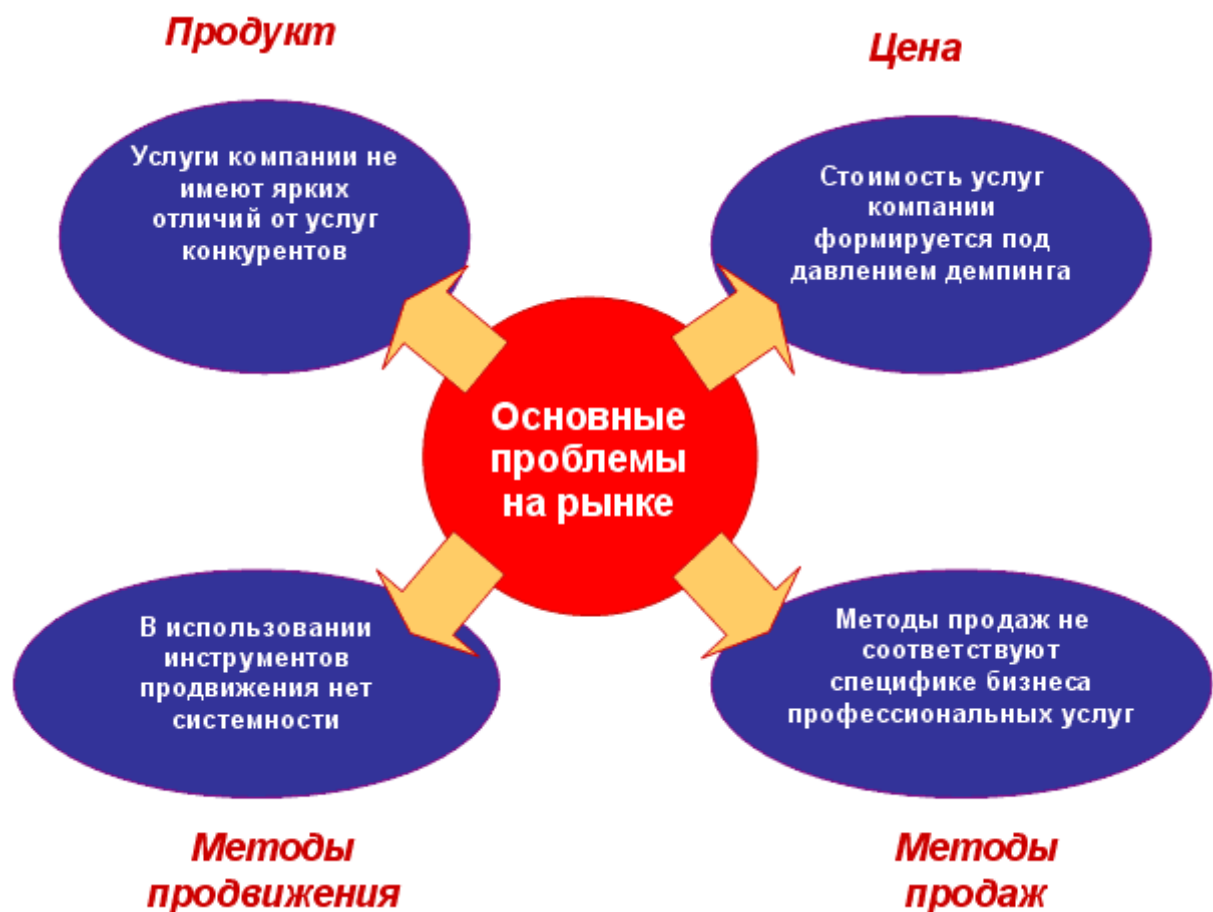 Продукт
Цена
Услуги компании не
имеют ярких
отличий от услуг
конкурентов
Стоимость услуг
компании
формируется под
давлением демпинга
Основные
проблемы
на рынке
В использовании
инструментов
продвижения нет
системности
Методы продаж не
соответствуют
специфике бизнеса
профессиональных услуг
Методы
продвижения
Методы
продаж